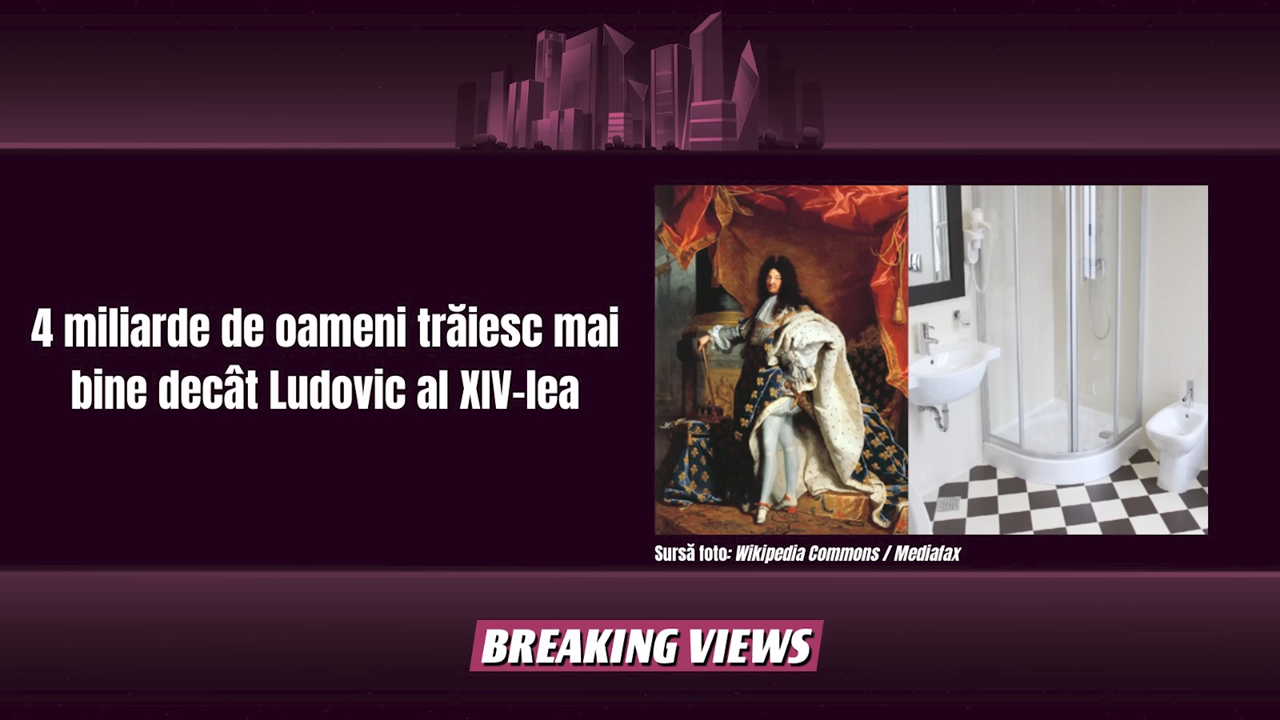 4 miliarde de oameni trăiesc mai
bine decât Ludovic al XIV-lea
Sursă foto: Wikipedia Commons / Mediafax
BREAKING VIEWS